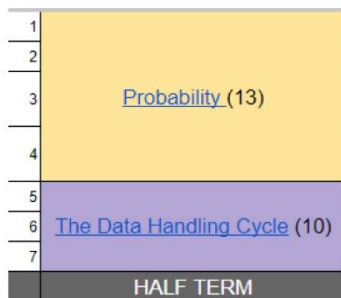 1
2
3
Probability (13)
4
5
6
The Data Handling Cycle (10)
7
HALF TERM